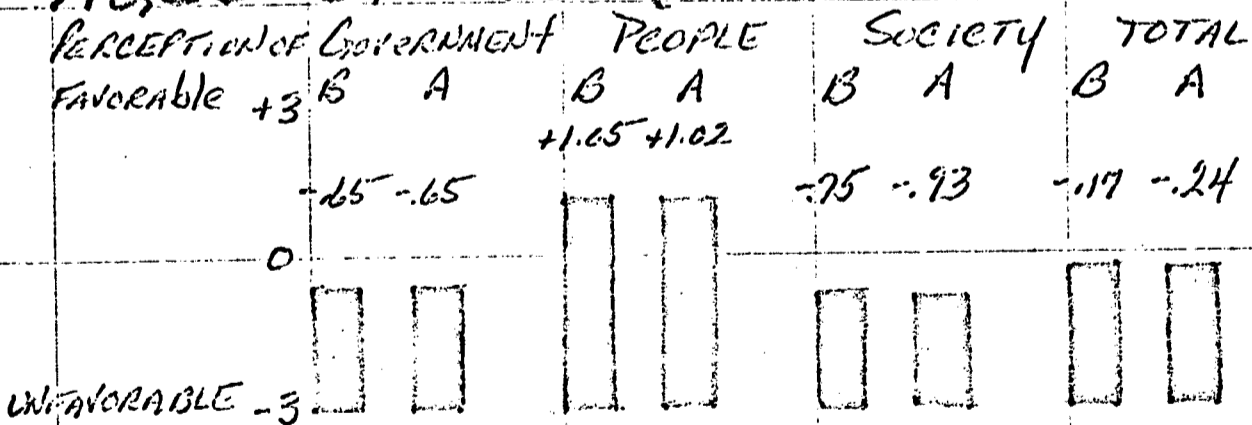 PERCEPTION OF GOVERNMENT PEOPLE SOCIETY TOTAL
FAVORABLE +3 B A B A B A B A
+1.05 +1.02
-.65 -.65 -.75 -.93 -.17 -.24
0
UNFAVORABLE -3